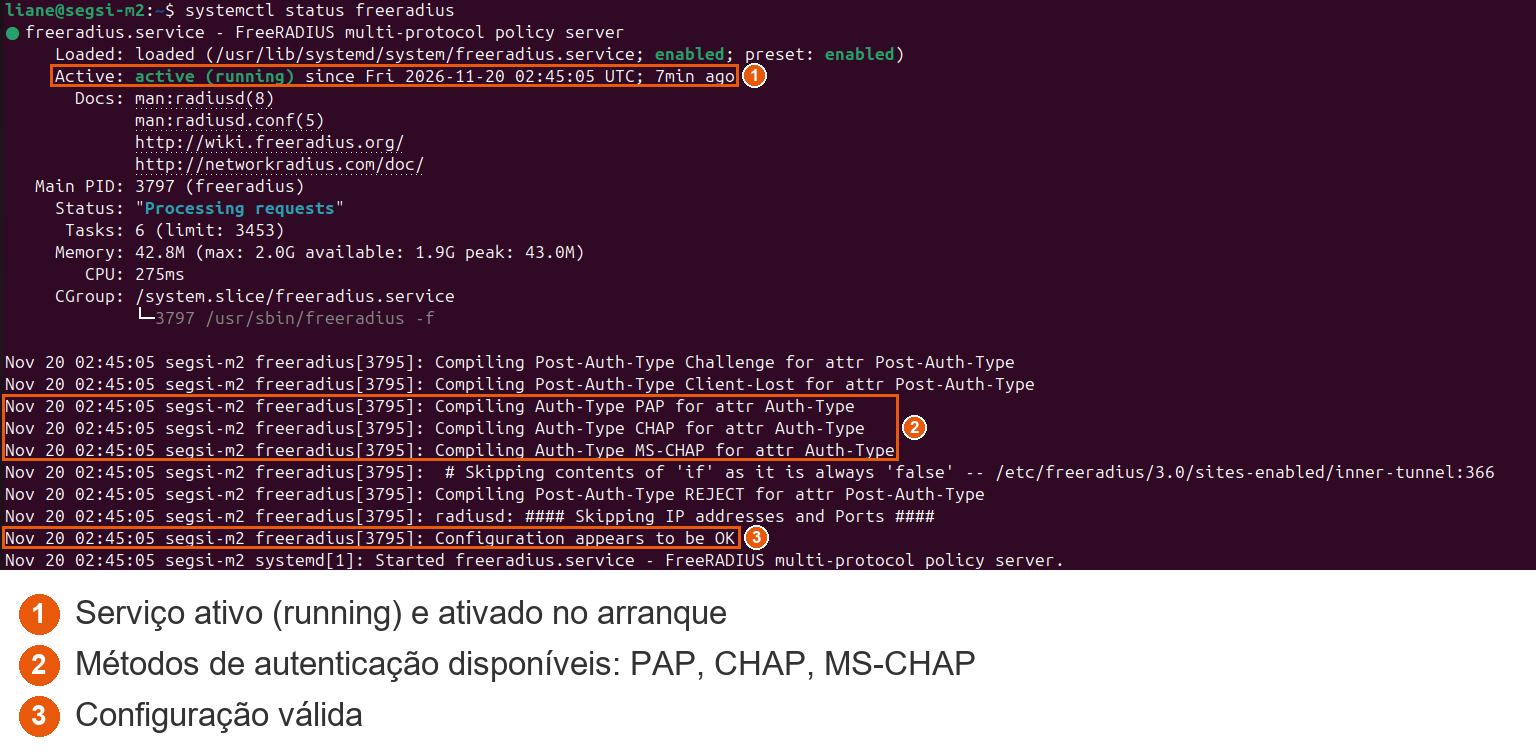 liane@segsi-m2:~$ systemctl status freeradius
● freeradius.service - FreeRADIUS multi-protocol policy server
     Loaded: loaded (/usr/lib/systemd/system/freeradius.service; enabled; preset: enabled)
     Active: active (running) since Fri 2026-11-20 02:45:05 UTC; 7min ago 1
       Docs: man:radiusd(8)
             man:radiusd.conf(5)
             http://wiki.freeradius.org/
             http://networkradius.com/doc/
   Main PID: 3797 (freeradius)
     Status: "Processing requests"
      Tasks: 6 (limit: 3453)
     Memory: 42.8M (max: 2.0G available: 1.9G peak: 43.0M)
        CPU: 275ms
     CGroup: /system.slice/freeradius.service
             └─3797 /usr/sbin/freeradius -f
Nov 20 02:45:05 segsi-m2 freeradius[3795]: Compiling Post-Auth-Type Challenge for attr Post-Auth-Type
Nov 20 02:45:05 segsi-m2 freeradius[3795]: Compiling Post-Auth-Type Client-Lost for attr Post-Auth-Type
Nov 20 02:45:05 segsi-m2 freeradius[3795]: Compiling Auth-Type PAP for attr Auth-Type
Nov 20 02:45:05 segsi-m2 freeradius[3795]: Compiling Auth-Type CHAP for attr Auth-Type 2
Nov 20 02:45:05 segsi-m2 freeradius[3795]: Compiling Auth-Type MS-CHAP for attr Auth-Type
Nov 20 02:45:05 segsi-m2 freeradius[3795]:  # Skipping contents of 'if' as it is always 'false' -- /etc/freeradius/3.0/sites-enabled/inner-tunnel:366
Nov 20 02:45:05 segsi-m2 freeradius[3795]: Compiling Post-Auth-Type REJECT for attr Post-Auth-Type
Nov 20 02:45:05 segsi-m2 freeradius[3795]: radiusd: #### Skipping IP addresses and Ports ####
Nov 20 02:45:05 segsi-m2 freeradius[3795]: Configuration appears to be OK 3
Nov 20 02:45:05 segsi-m2 systemd[1]: Started freeradius.service - FreeRADIUS multi-protocol policy server.
1 Serviço ativo (running) e ativado no arranque
2 Métodos de autenticação disponíveis: PAP, CHAP, MS-CHAP
3 Configuração válida